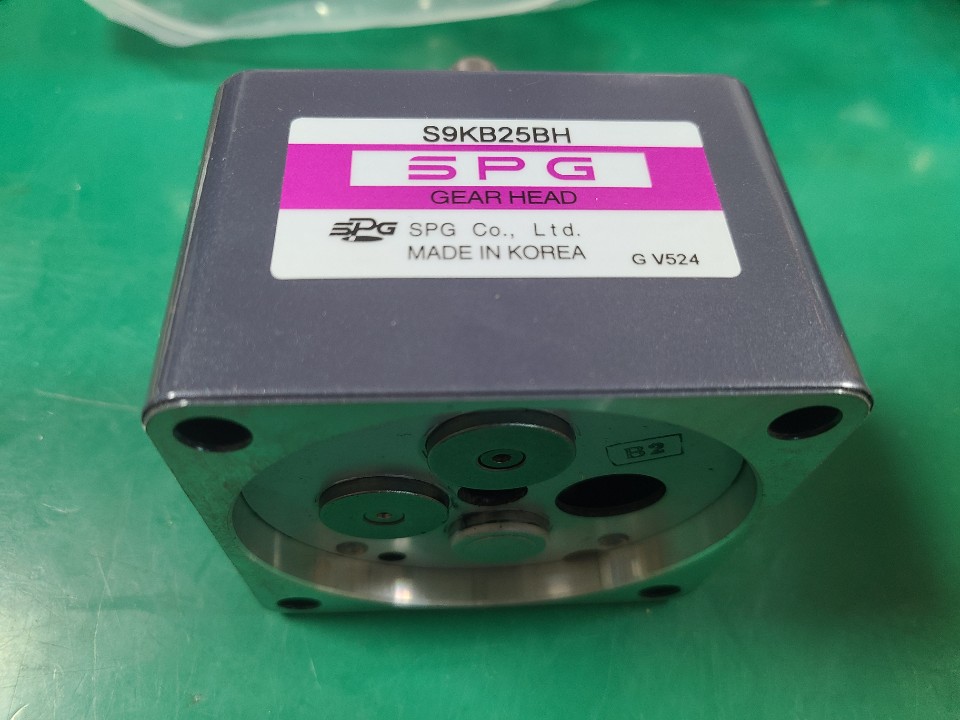 S9KB25BH
SPG
GEAR HEAD
SPG SPG Co., Ltd.
MADE IN KOREA
G V524
B2